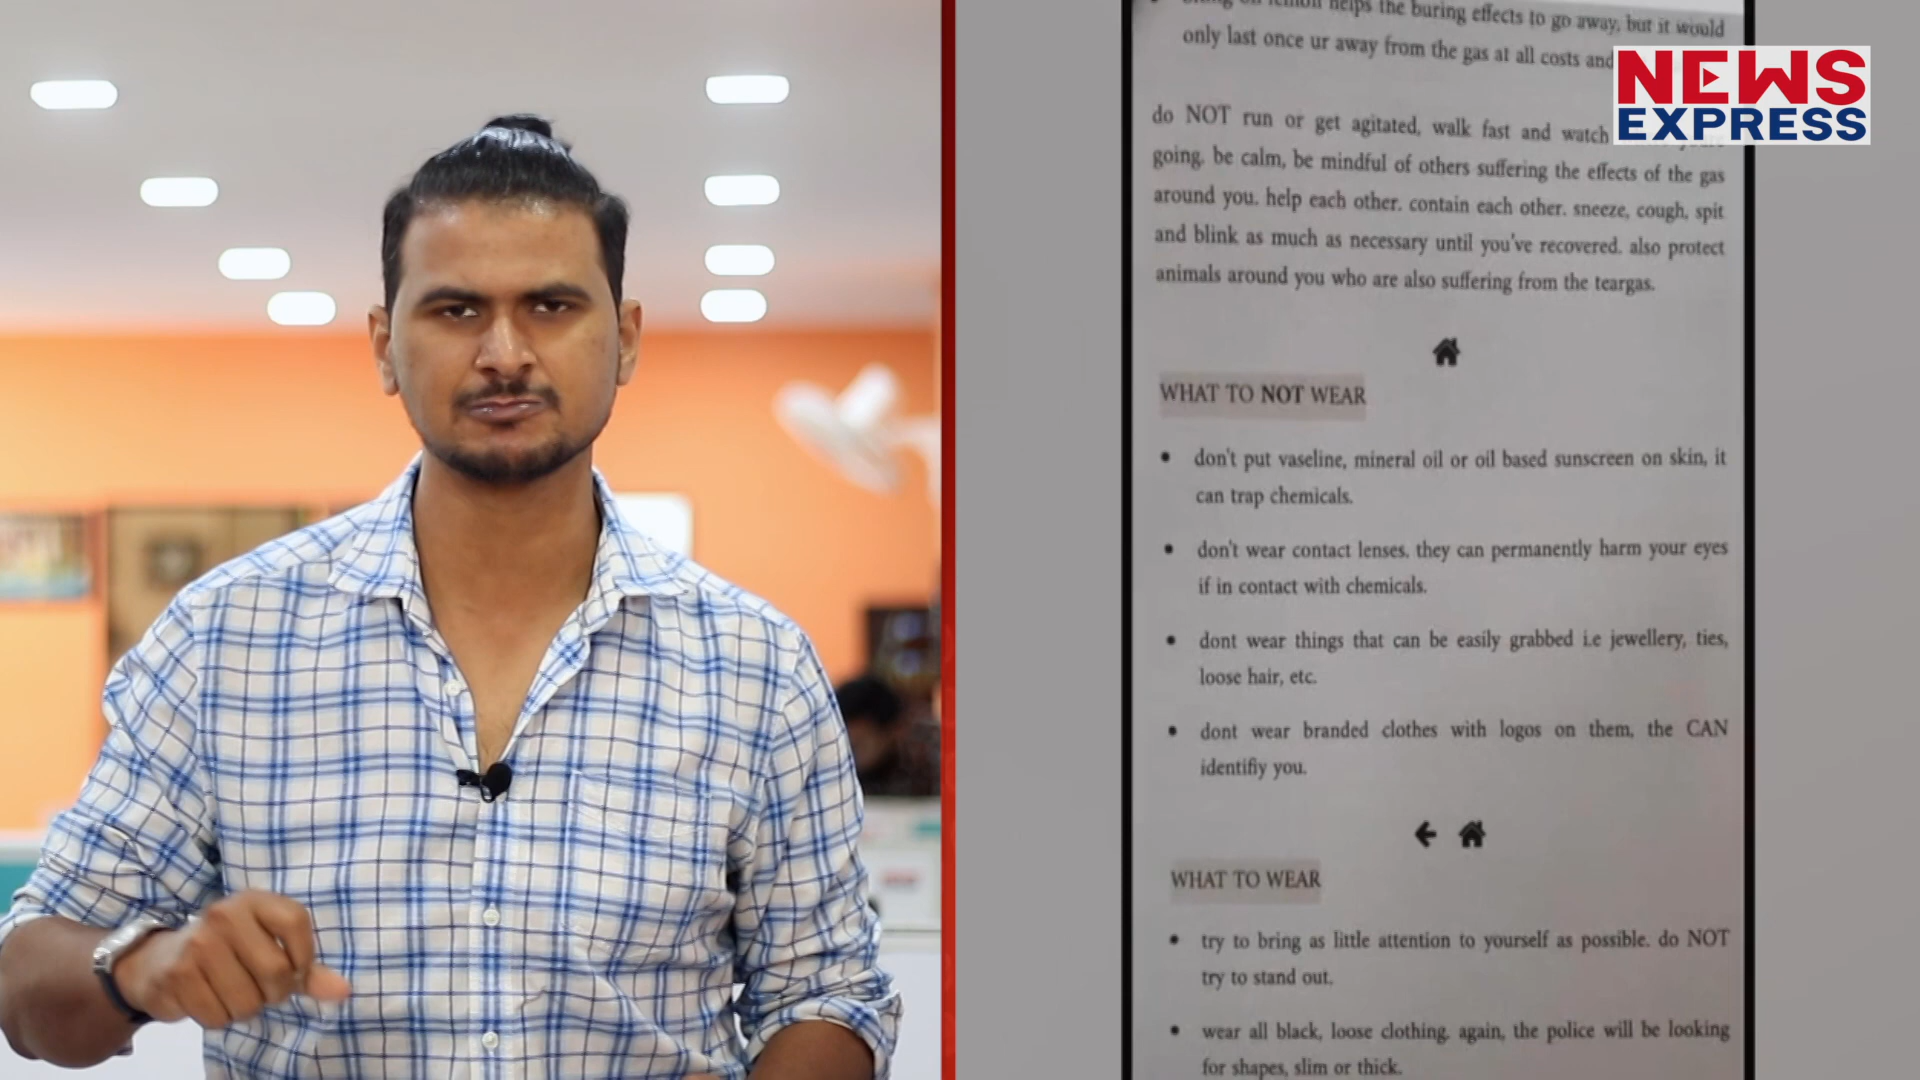 helps the buring effects to go away, but it would
only last once ur away from the gas at all costs and
NEWS
EXPRESS
do NOT run or get agitated, walk fast and watch
going. be calm, be mindful of others suffering the effects of the gas
around you. help each other. contain each other. sneeze, cough, spit
and blink as much as necessary until you've recovered. also protect
animals around you who are also suffering from the teargas.
WHAT TO NOT WEAR
• don't put vaseline, mineral oil or oil based sunscreen on skin, it
can trap chemicals.
• don't wear contact lenses. they can permanently harm your eyes
if in contact with chemicals.
• dont wear things that can be easily grabbed i.e jewellery, ties,
loose hair, etc.
• dont wear branded clothes with logos on them, the CAN
identifiy you.
WHAT TO WEAR
• try to bring as little attention to yourself as possible. do NOT
try to stand out.
• wear all black, loose clothing. again, the police will be looking
for shapes, slim or thick.